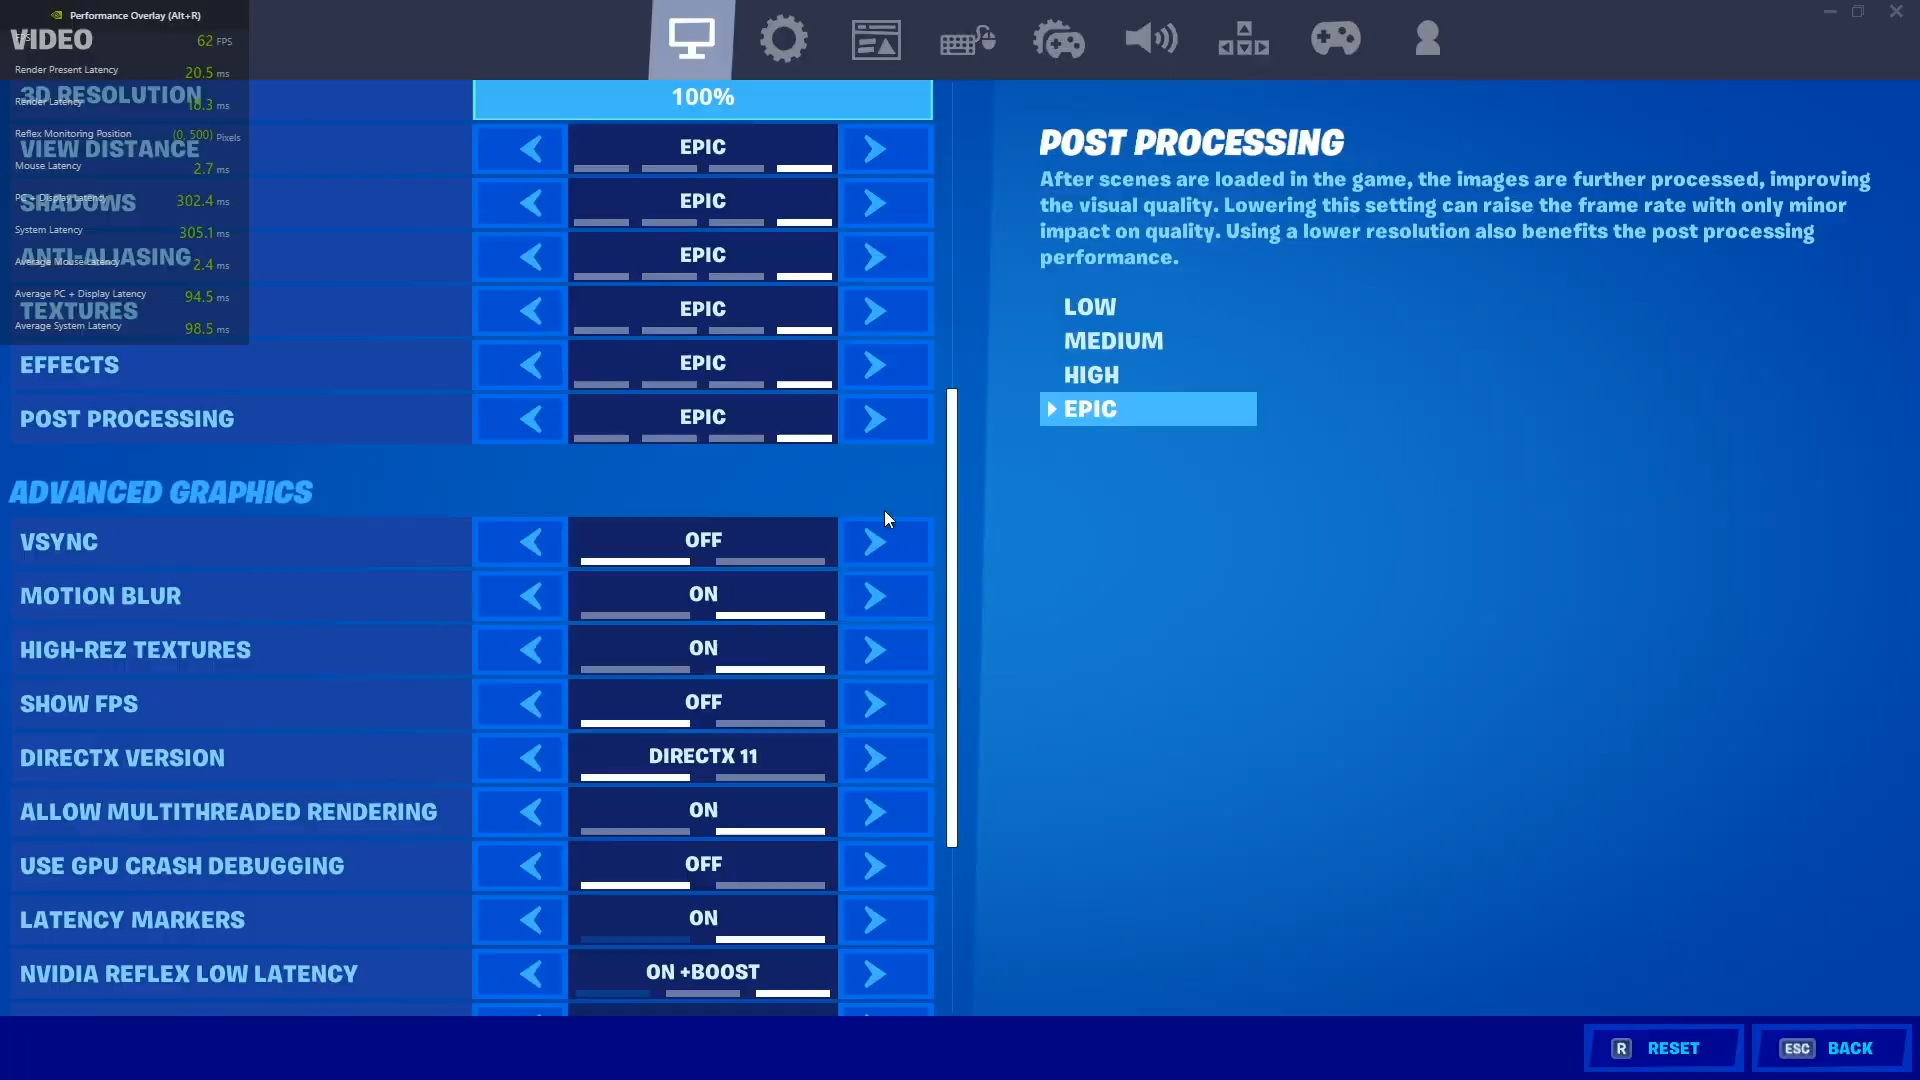 Performance Overlay (Alt+R)
VIDEO
62 FPS
Render Present Latency 20.5 ms
3D RESOLUTION 100%
Render Latency 18.3 ms
Reflex Monitoring Position (0, 500) Pixels
VIEW DISTANCE EPIC
Mouse Latency 2.7 ms
SHADOWS EPIC
PC + Display Latency 302.4 ms
System Latency 305.1 ms
ANTI-ALIASING EPIC
Average Mouse Latency 2.4 ms
Average PC + Display Latency 94.5 ms
TEXTURES EPIC
Average System Latency 98.5 ms
EFFECTS EPIC
POST PROCESSING EPIC
ADVANCED GRAPHICS
VSYNC OFF
MOTION BLUR ON
HIGH-REZ TEXTURES ON
SHOW FPS OFF
DIRECTX VERSION DIRECTX 11
ALLOW MULTITHREADED RENDERING ON
USE GPU CRASH DEBUGGING OFF
LATENCY MARKERS ON
NVIDIA REFLEX LOW LATENCY ON +BOOST
POST PROCESSING
After scenes are loaded in the game, the images are further processed, improving
the visual quality. Lowering this setting can raise the frame rate with only minor
impact on quality. Using a lower resolution also benefits the post processing
performance.
LOW
MEDIUM
HIGH
EPIC
R RESET
ESC BACK